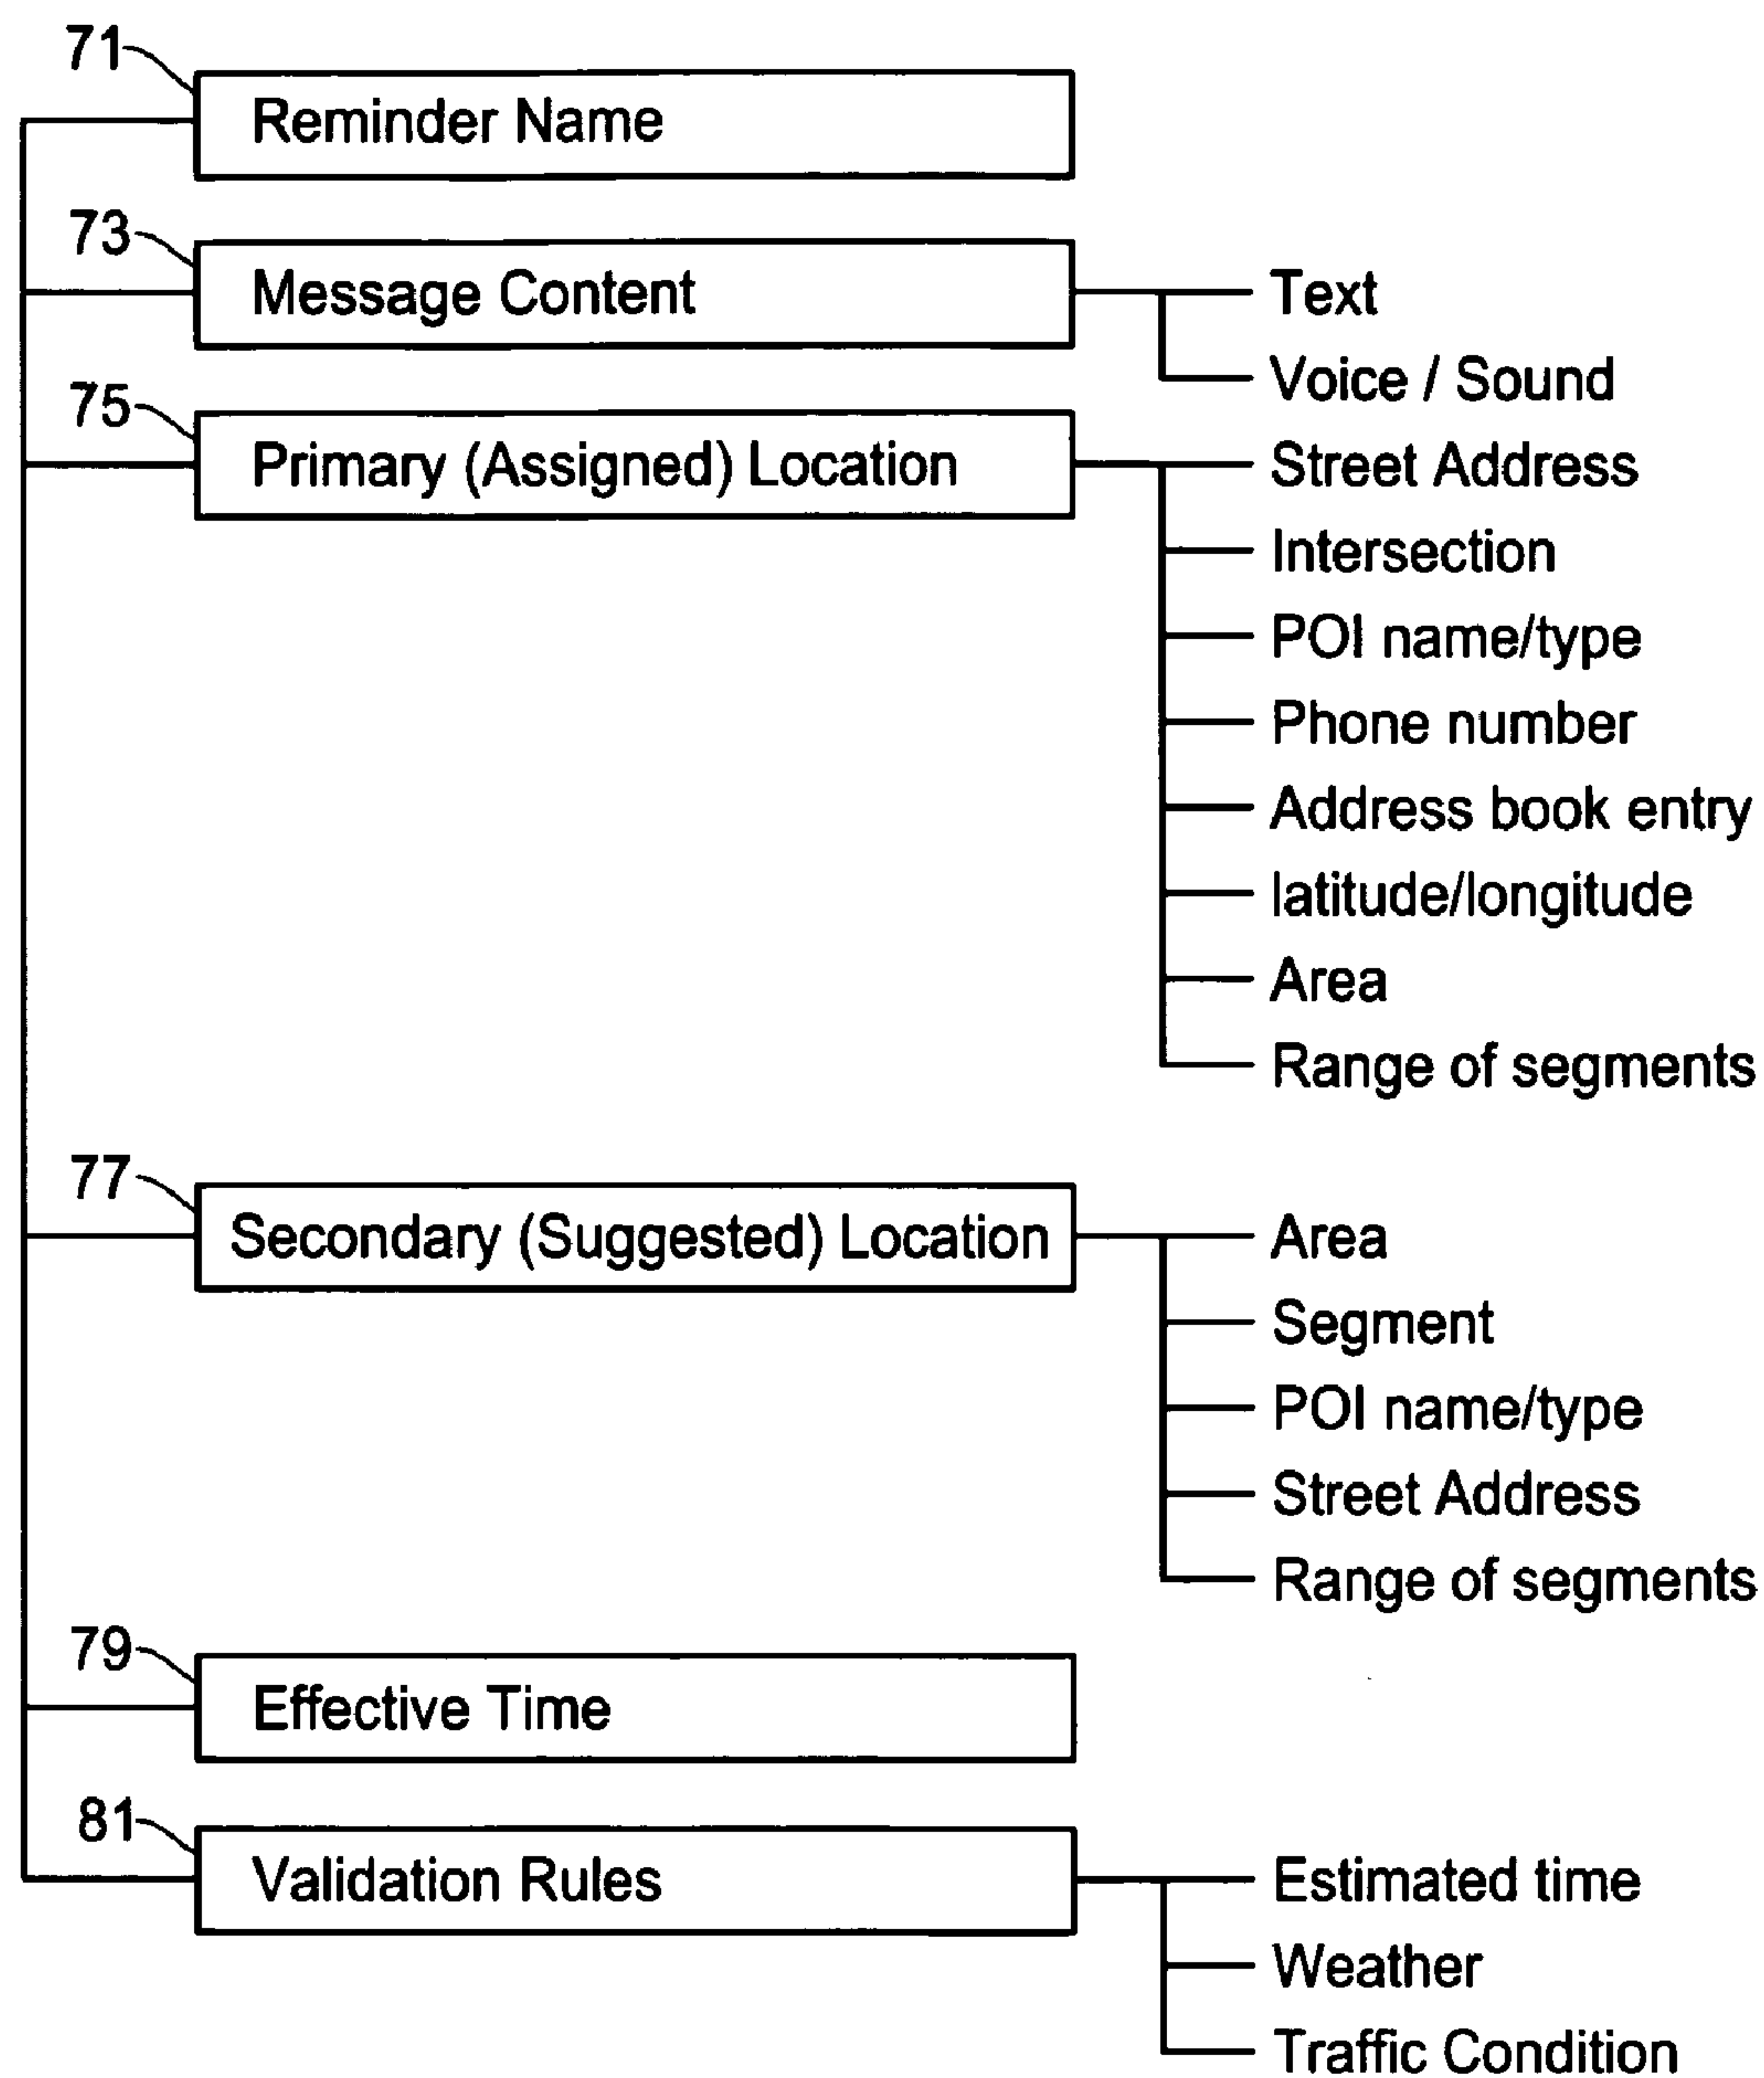 71
Reminder Name
73
Message Content
Text
Voice / Sound
75
Primary (Assigned) Location
Street Address
Intersection
POI name/type
Phone number
Address book entry
latitude/longitude
Area
Range of segments
77
Secondary (Suggested) Location
Area
Segment
POI name/type
Street Address
Range of segments
79
Effective Time
81
Validation Rules
Estimated time
Weather
Traffic Condition